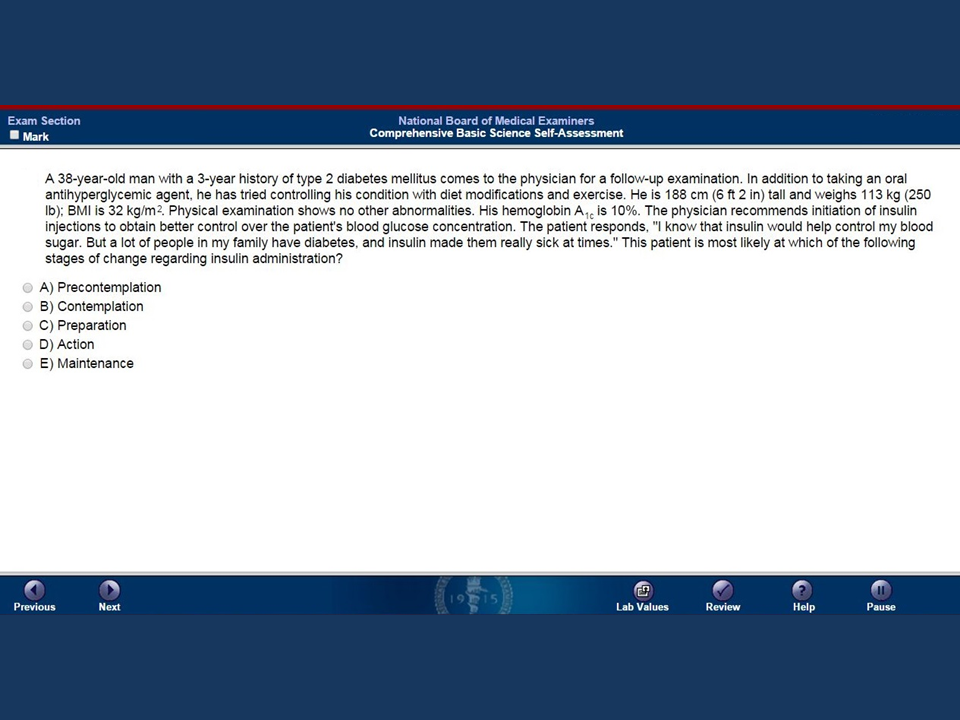 Exam Section
Mark
National Board of Medical Examiners
Comprehensive Basic Science Self-Assessment
A 38-year-old man with a 3-year history of type 2 diabetes mellitus comes to the physician for a follow-up examination. In addition to taking an oral
antihyperglycemic agent, he has tried controlling his condition with diet modifications and exercise. He is 188 cm (6 ft 2 in) tall and weighs 113 kg (250
lb); BMI is 32 kg/m². Physical examination shows no other abnormalities. His hemoglobin A1c is 10%. The physician recommends initiation of insulin
injections to obtain better control over the patient's blood glucose concentration. The patient responds, "I know that insulin would help control my blood
sugar. But a lot of people in my family have diabetes, and insulin made them really sick at times." This patient is most likely at which of the following
stages of change regarding insulin administration?
A) Precontemplation
B) Contemplation
C) Preparation
D) Action
E) Maintenance
1915
Previous Next Lab Values Review Help Pause